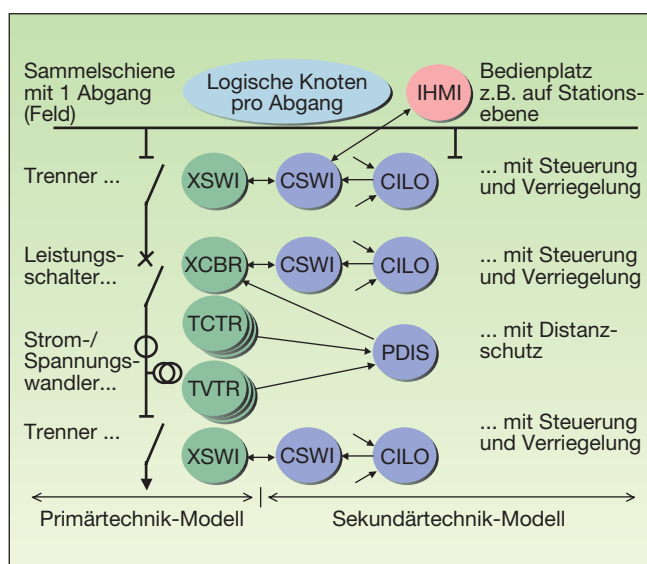 Sammelschiene
mit 1 Abgang
(Feld)
Logische Knoten
pro Abgang
IHMI
Bedienplatz
z.B. auf Stations-
ebene
Trenner ...
XSWI
CSWI
CILO
... mit Steuerung
und Verriegelung
Leistungs-
schalter...
XCBR
CSWI
CILO
... mit Steuerung
und Verriegelung
Strom-/
Spannungs-
wandler...
TCTR
TVTR
PDIS
... mit Distanz-
schutz
Trenner ...
XSWI
CSWI
CILO
... mit Steuerung
und Verriegelung
Primärtechnik-Modell
Sekundärtechnik-Modell